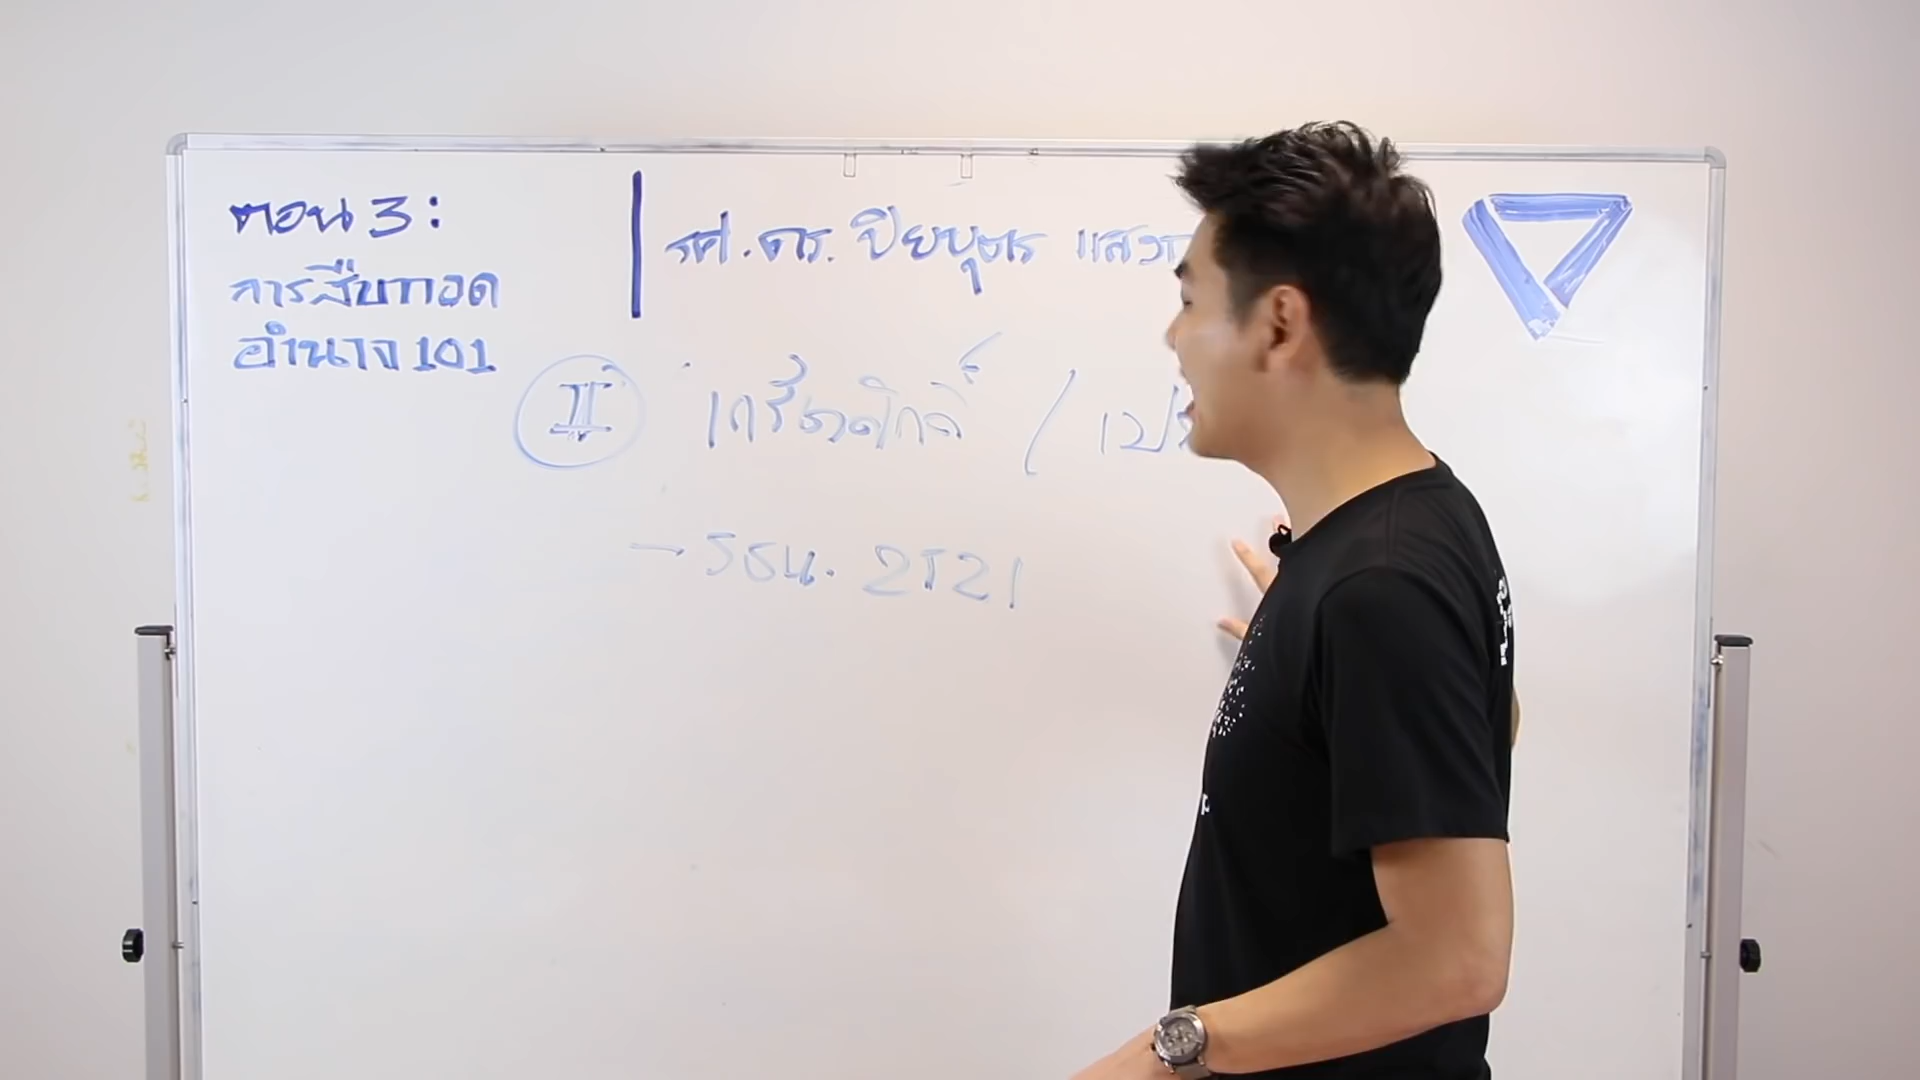 ตอน 3:
การสืบทอด
อำนาจ 101
รศ.ดร. ปิยบุตร แสงก
II เกรียงศักดิ์ / เปร
→ รธน. 2521